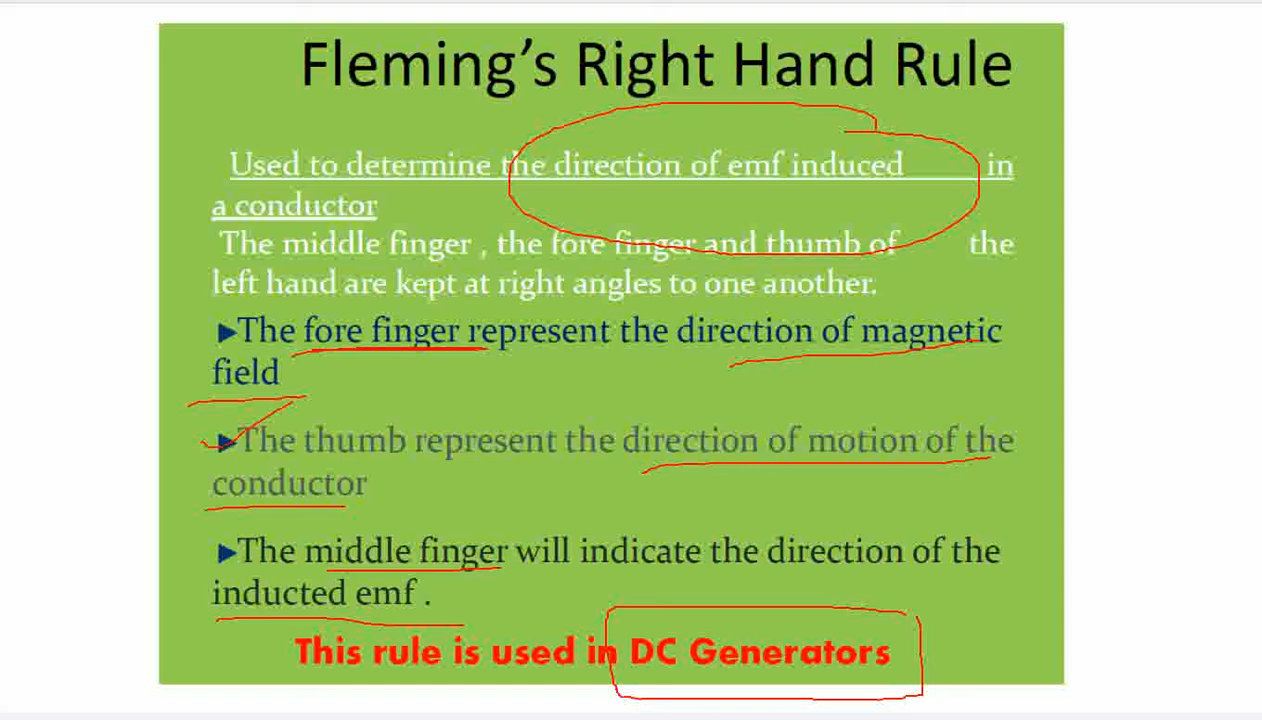 Fleming's Right Hand Rule
Used to determine the direction of emf induced in
a conductor
The middle finger , the fore finger and thumb of the
left hand are kept at right angles to one another.
►The fore finger represent the direction of magnetic
field
►The thumb represent the direction of motion of the
conductor
►The middle finger will indicate the direction of the
inducted emf .
This rule is used in DC Generators